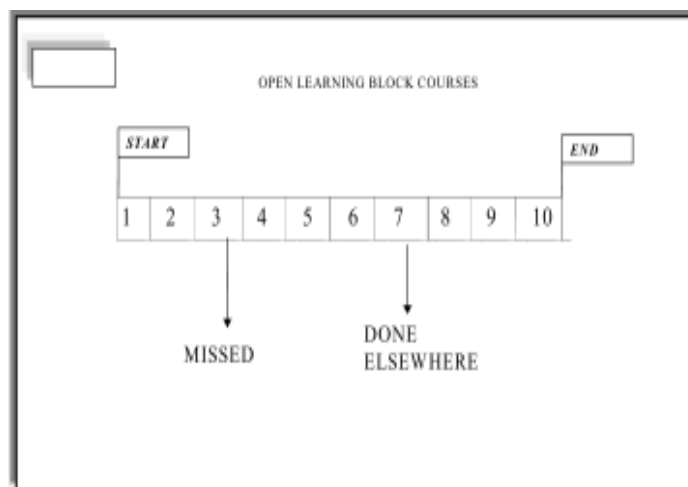 OPEN LEARNING BLOCK COURSES
START
END
1 2 3 4 5 6 7 8 9 10
MISSED
DONE
ELSEWHERE